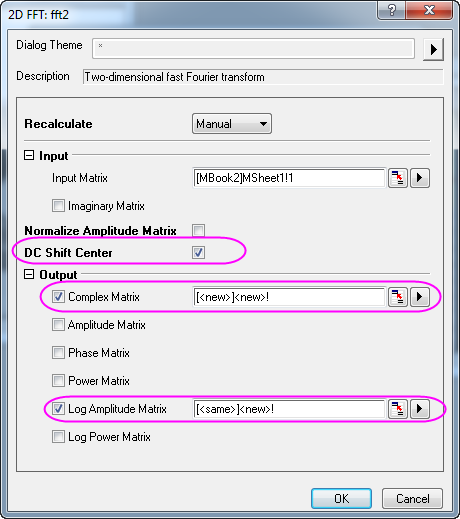 2D FFT: fft2
Dialog Theme *
Description Two-dimensional fast Fourier transform
Recalculate Manual
Input
Input Matrix [MBook2]MSheet1!1
Imaginary Matrix
Normalize Amplitude Matrix
DC Shift Center
Output
Complex Matrix [<new>]<new>!
Amplitude Matrix
Phase Matrix
Power Matrix
Log Amplitude Matrix [<same>]<new>!
Log Power Matrix
OK Cancel